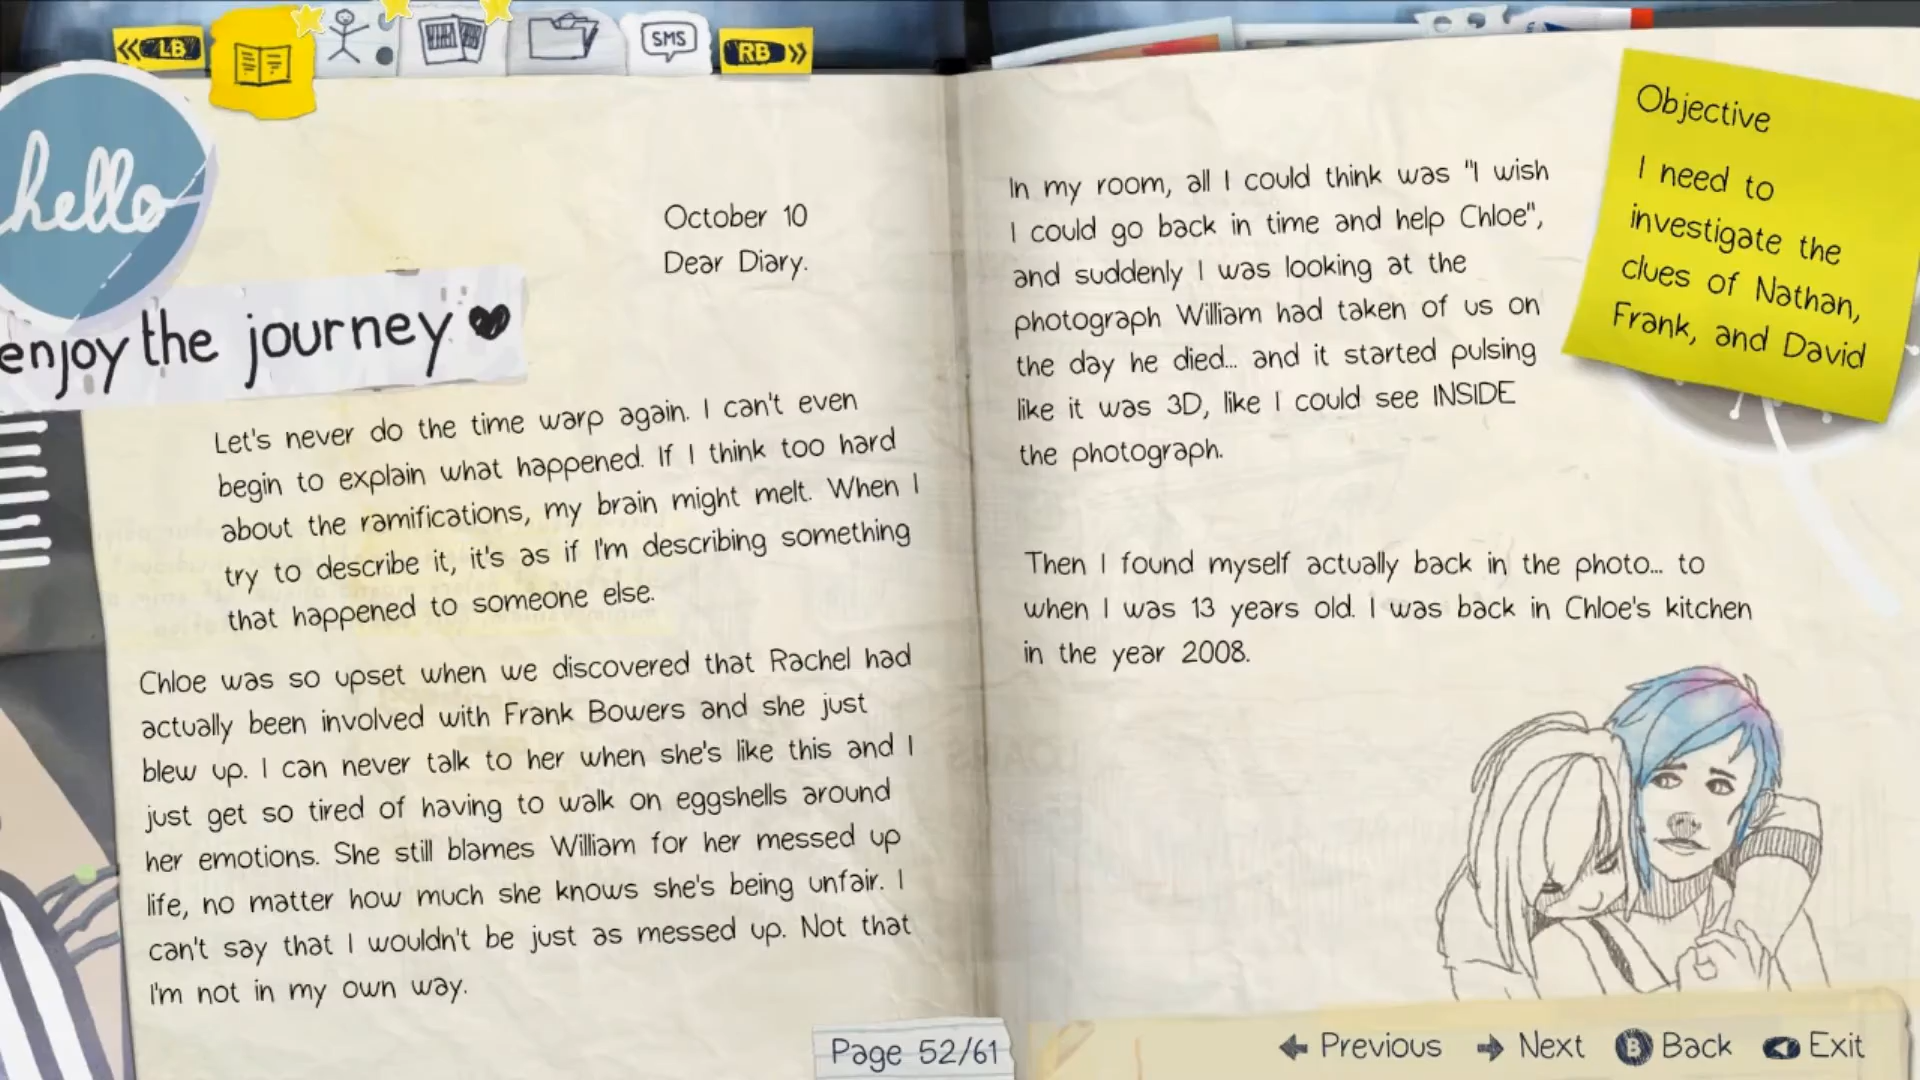 LB
SMS
RB
hello
enjoy the journey
October 10
Dear Diary.
Let's never do the time warp again. I can't even
begin to explain what happened. If I think too hard
about the ramifications, my brain might melt. When I
try to describe it, it's as if I'm describing something
that happened to someone else.
Chloe was so upset when we discovered that Rachel had
actually been involved with Frank Bowers and she just
blew up. I can never talk to her when she's like this and I
just get so tired of having to walk on eggshells around
her emotions. She still blames William for her messed up
life, no matter how much she knows she's being unfair. I
can't say that I wouldn't be just as messed up. Not that
I'm not in my own way.
In my room, all I could think was "I wish
I could go back in time and help Chloe",
and suddenly I was looking at the
photograph William had taken of us on
the day he died... and it started pulsing
like it was 3D, like I could see INSIDE
the photograph.
Then I found myself actually back in the photo... to
when I was 13 years old. I was back in Chloe's kitchen
in the year 2008.
Objective
I need to
investigate the
clues of Nathan,
Frank, and David
Page 52/61
Previous
Next
B Back
Exit